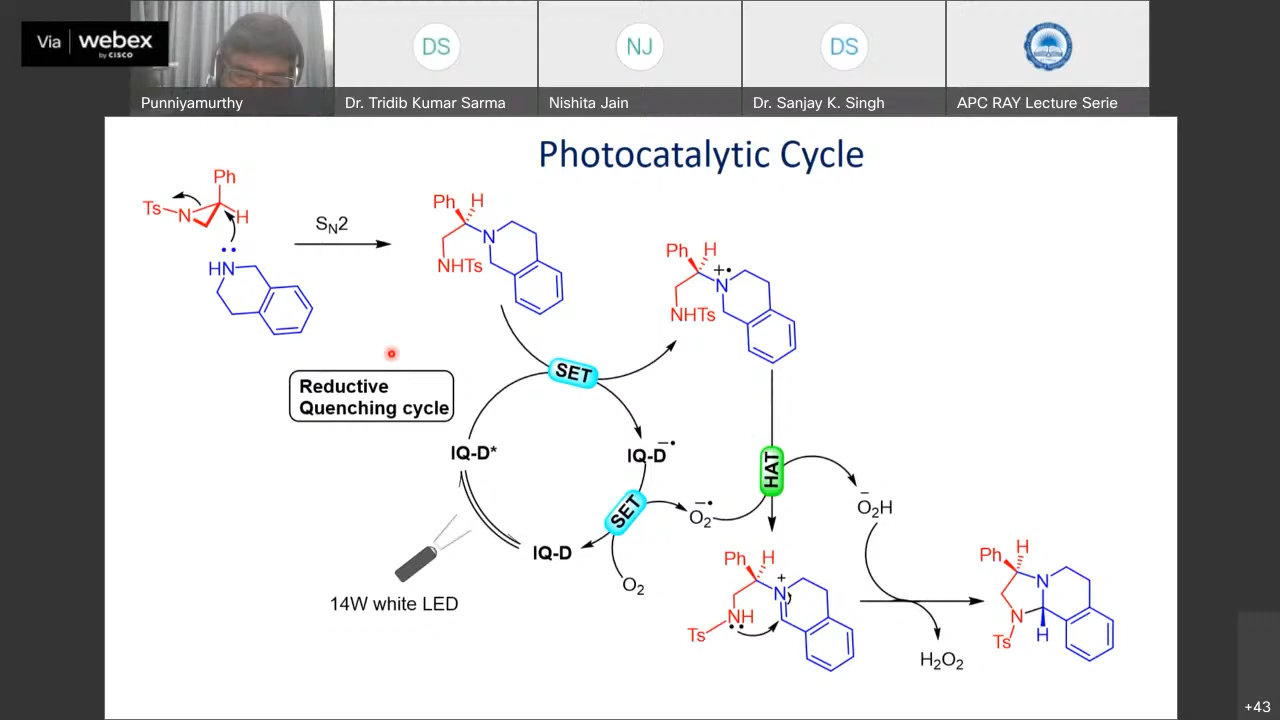 Via webex
by CISCO
Punniyamurthy
DS
Dr. Tridib Kumar Sarma
NJ
Nishita Jain
DS
Dr. Sanjay K. Singh
APC RAY Lecture Serie
Photocatalytic Cycle
Ph
Ts
N
H
HN
SN2
Ph H
N
NHTs
Ph H
+•
N
NHTs
SET
Reductive
Quenching cycle
IQ-D*
IQ-D−•
HAT
SET
O2−•
−
O2H
IQ-D
O2
14W white LED
Ph H
+
N
NH
Ts
Ph H
N
N
Ts H
H2O2
+43